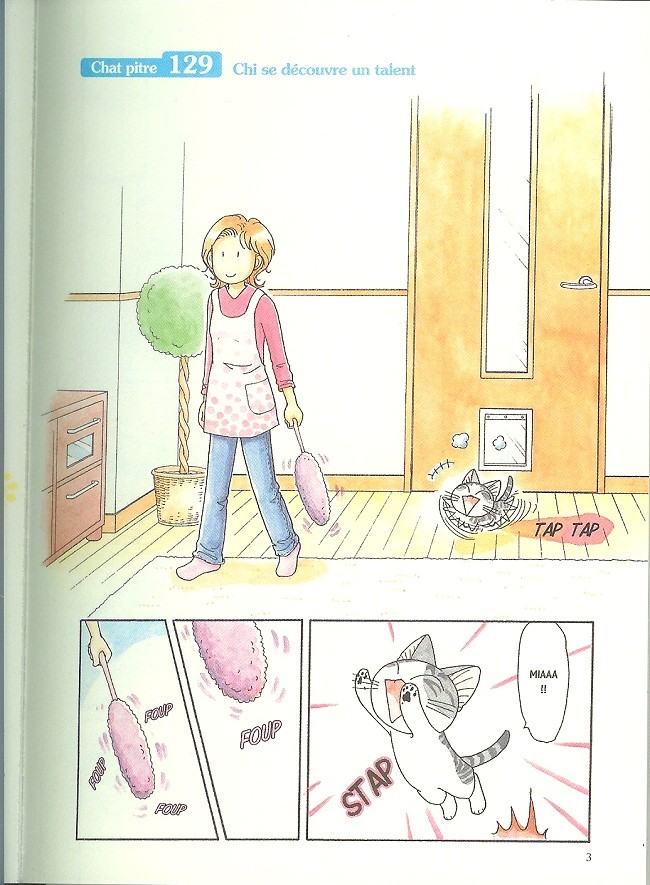 Chat pitre 129 Chi se découvre un talent
TAP TAP
FOUP
FOUP
FOUP
FOUP
MIAAA
!!
STAP
3